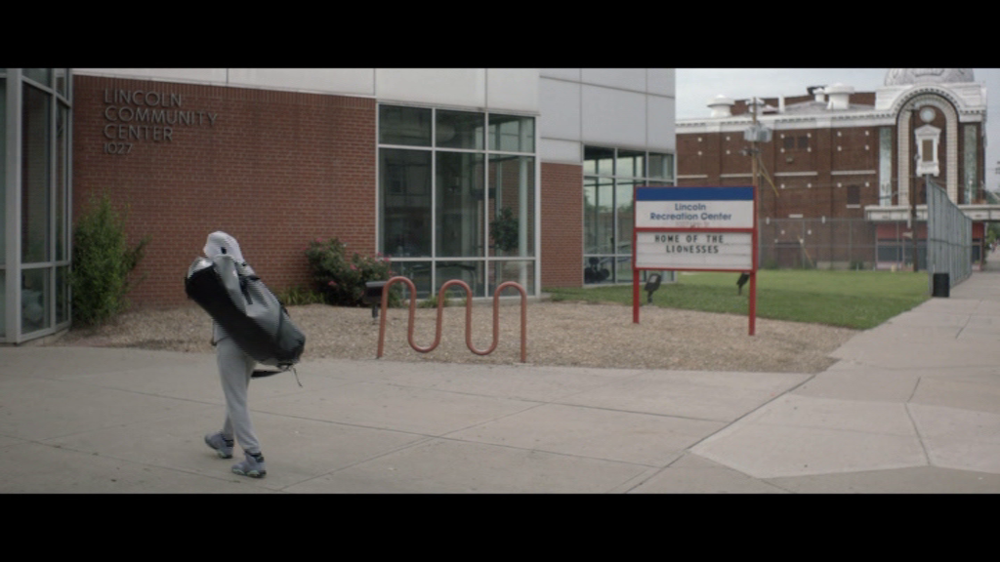 LINCOLN
COMMUNITY
CENTER
1027
Lincoln
Recreation Center
HOME OF THE
LIONESSES